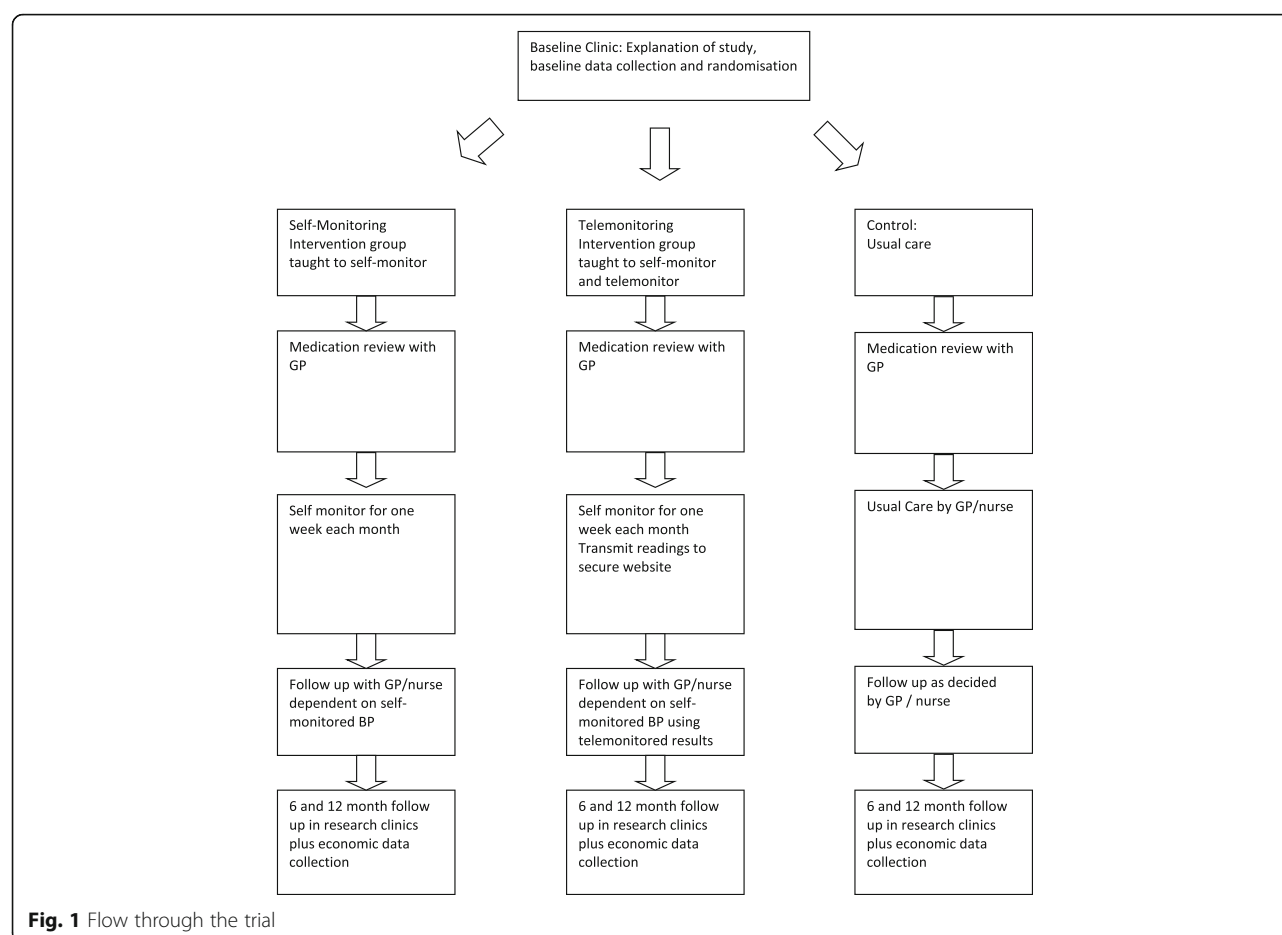 Baseline Clinic: Explanation of study,
baseline data collection and randomisation
Self-Monitoring
Intervention group
taught to self-monitor
Telemonitoring
Intervention group
taught to self-monitor
and telemonitor
Control:
Usual care
Medication review with
GP
Medication review with
GP
Medication review with
GP
Self monitor for one
week each month
Self monitor for one
week each month
Transmit readings to
secure website
Usual Care by GP/nurse
Follow up with GP/nurse
dependent on self-
monitored BP
Follow up with GP/nurse
dependent on self-
monitored BP using
telemonitored results
Follow up as decided
by GP / nurse
6 and 12 month follow
up in research clinics
plus economic data
collection
6 and 12 month follow
up in research clinics
plus economic data
collection
6 and 12 month follow
up in research clinics
plus economic data
collection
Fig. 1 Flow through the trial